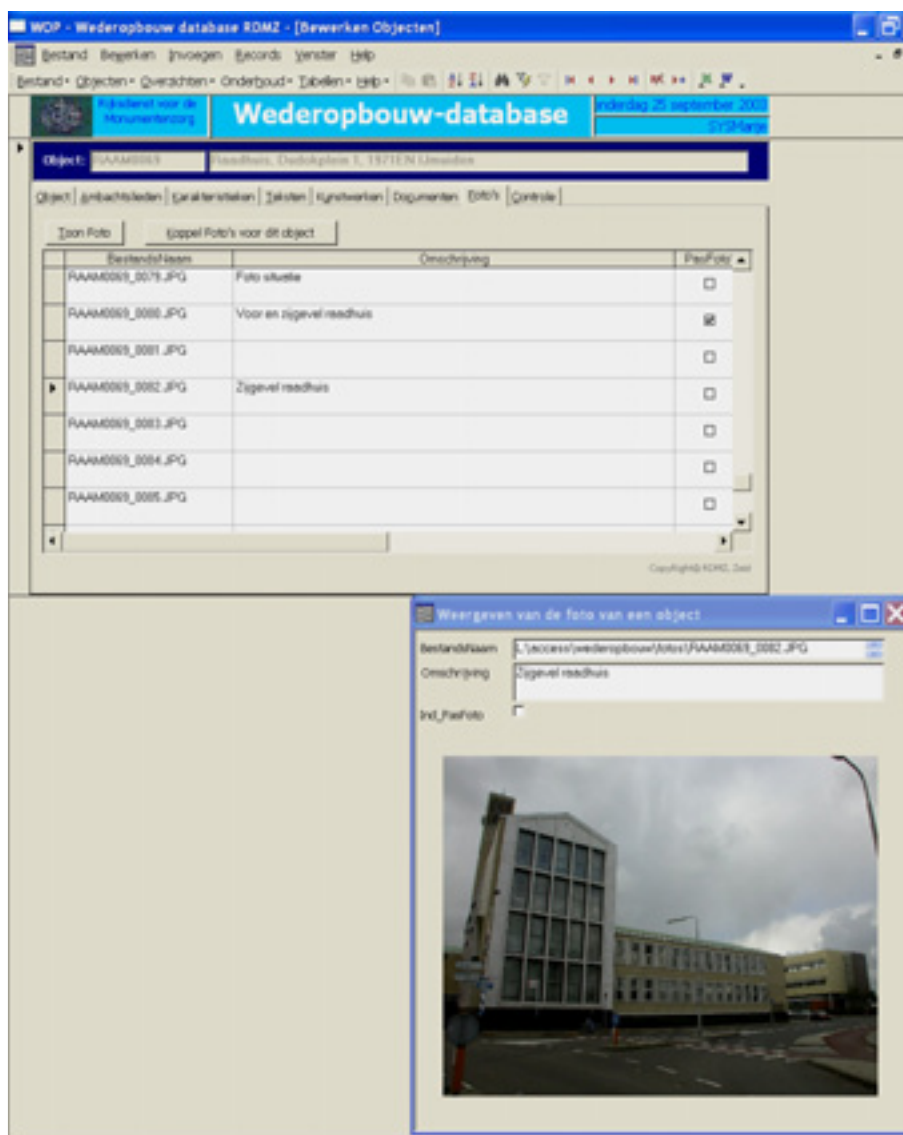 WOP - Wederopbouw database RDMZ - [Bewerken Objecten]
Bestand Bewerken Invoegen Records Venster Help
Bestand Objecten Overzichten Onderhoud Tabellen Help
Rijksdienst voor de
Monumentenzorg
Wederopbouw-database
nderdag 25 september 2003
SYSMarje
Object: RAAM0069 Raadhuis, Dudokplein 1, 1971EN IJmuiden
Object Ambachtslieden Karakteristieken Teksten Kunstwerken Documenten Foto's Controle
Toon Foto Koppel Foto's voor dit object
BestandsNaam Omschrijving PasFoto
RAAM0069_0079.JPG Foto situatie
RAAM0069_0080.JPG Voor en zijgevel raadhuis
RAAM0069_0081.JPG
RAAM0069_0082.JPG Zijgevel raadhuis
RAAM0069_0083.JPG
RAAM0069_0084.JPG
RAAM0069_0085.JPG
Copyright© RDMZ, Zeist
Weergeven van de foto van een object
BestandsNaam L:\access\wederopbouw\fotos\RAAM0069_0082.JPG
Omschrijving Zijgevel raadhuis
Ind_PasFoto